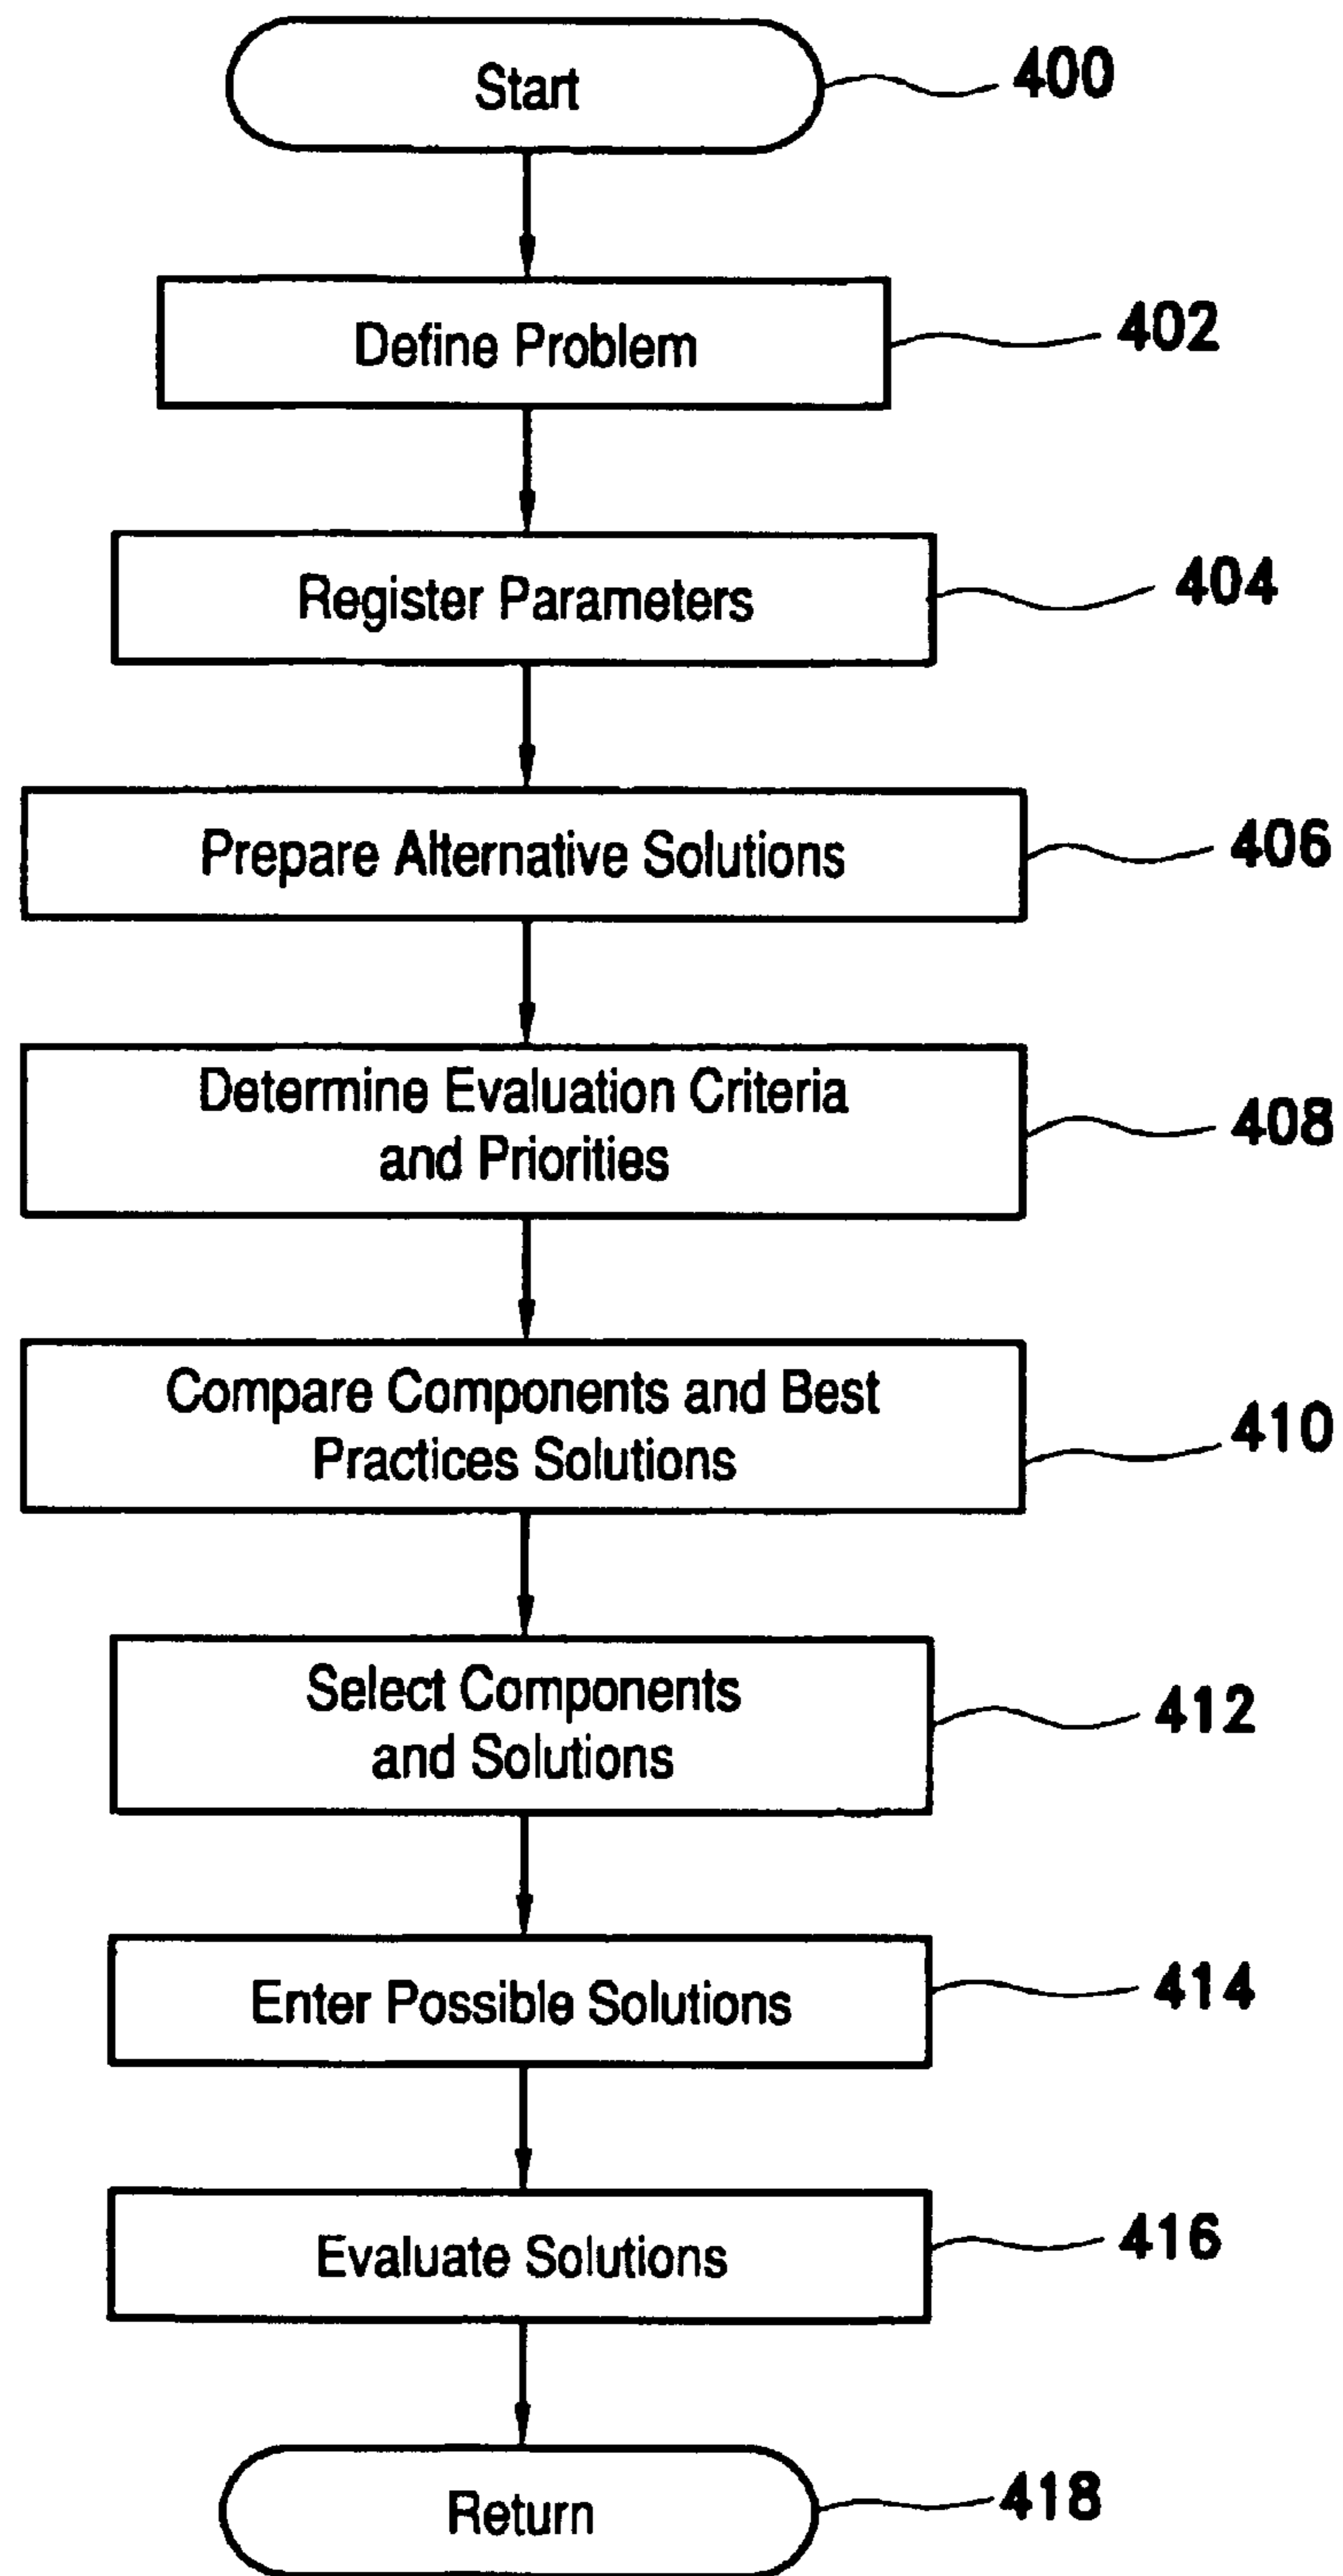 Start
400
Define Problem
402
Register Parameters
404
Prepare Alternative Solutions
406
Determine Evaluation Criteria
and Priorities
408
Compare Components and Best
Practices Solutions
410
Select Components
and Solutions
412
Enter Possible Solutions
414
Evaluate Solutions
416
Return
418